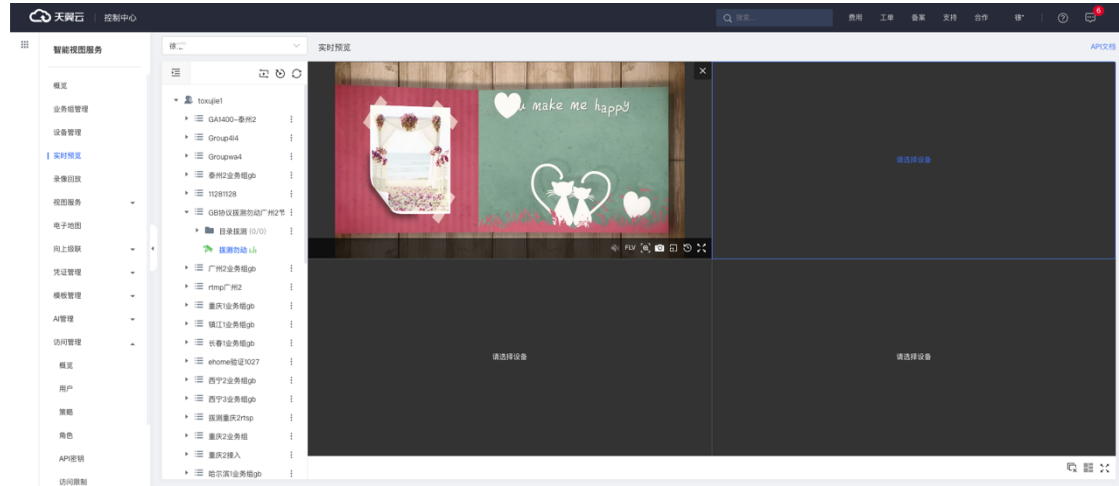 天翼云
控制中心
搜索...
费用
工单
备案
支持
合作
6
智能视图服务
概览
业务组管理
设备管理
实时预览
录像回放
视图服务
电子地图
向上级联
凭证管理
模板管理
AI管理
访问管理
概览
用户
策略
角色
API密钥
访问限制
实时预览
API文档
toxujie1
GA1400-泰州2
Group4l4
Groupwa4
泰州2业务组gb
11281128
GB协议拨测勿动广州2节
目录拨测 (0/0)
拨测勿动
广州2业务组gb
rtmp广州2
重庆1业务组gb
镇江1业务组gb
长春1业务组gb
ehome验证1027
西宁2业务组gb
西宁3业务组gb
拨测重庆2rtsp
重庆2业务组
重庆2接入
哈尔滨1业务组gb
u make me happy
FLV
请选择设备
请选择设备
请选择设备